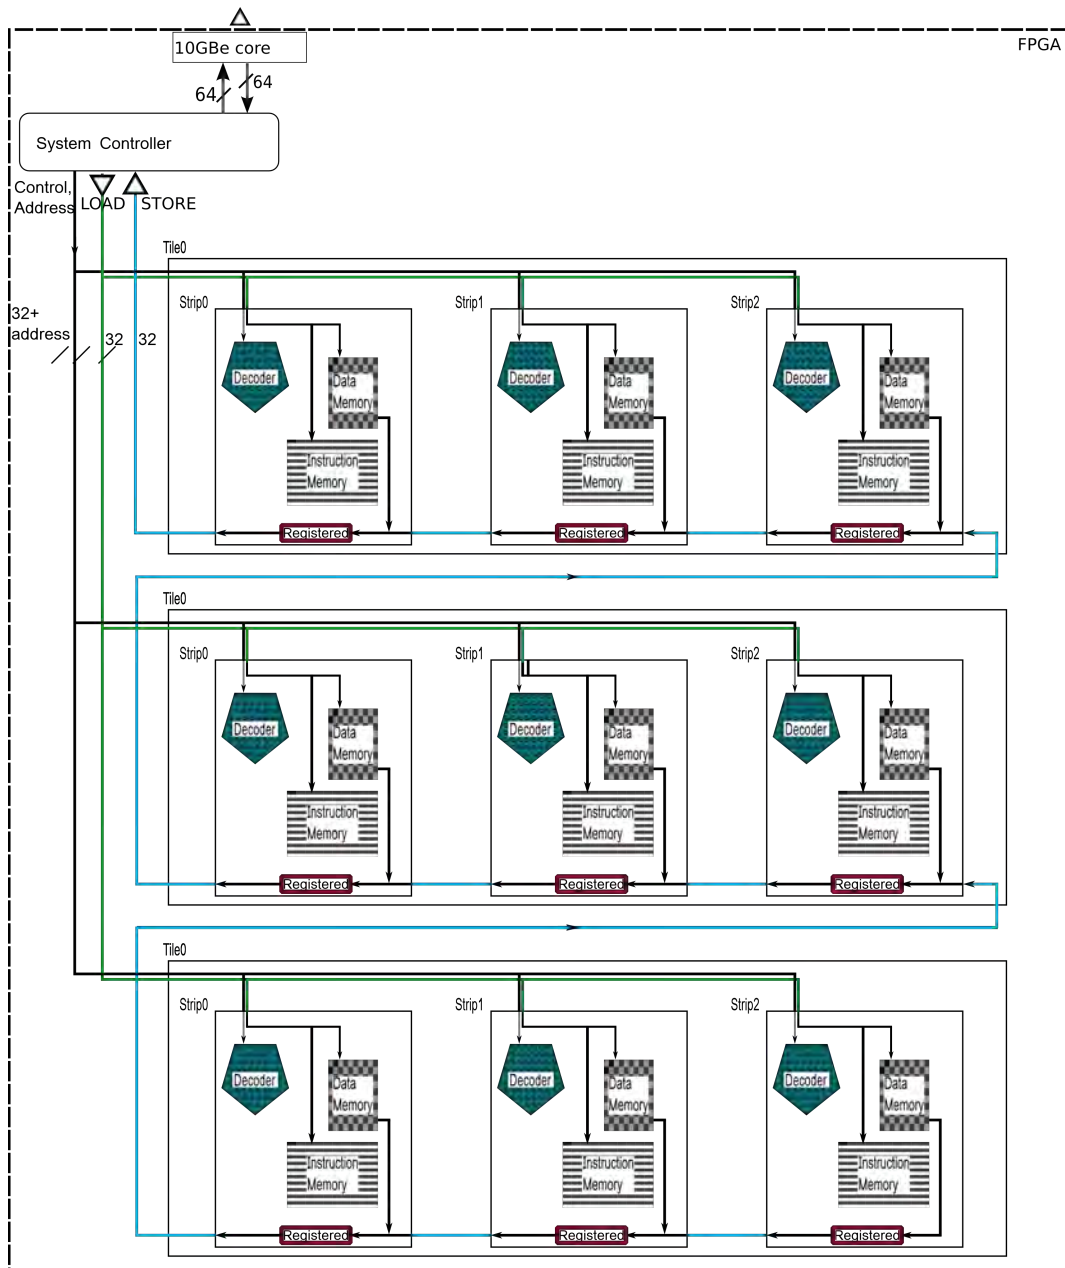 10GBe core
FPGA
64
64
System Controller
Control,
Address
LOAD
STORE
Tile0
Strip0
Strip1
Strip2
32+
address
32
32
Decoder
Data
Memory
Decoder
Data
Memory
Decoder
Data
Memory
Instruction
Memory
Instruction
Memory
Instruction
Memory
Registered
Registered
Registered
Tile0
Strip0
Strip1
Strip2
Decoder
Data
Memory
Decoder
Data
Memory
Decoder
Data
Memory
Instruction
Memory
Instruction
Memory
Instruction
Memory
Registered
Registered
Registered
Tile0
Strip0
Strip1
Strip2
Decoder
Data
Memory
Decoder
Data
Memory
Decoder
Data
Memory
Instruction
Memory
Instruction
Memory
Instruction
Memory
Registered
Registered
Registered